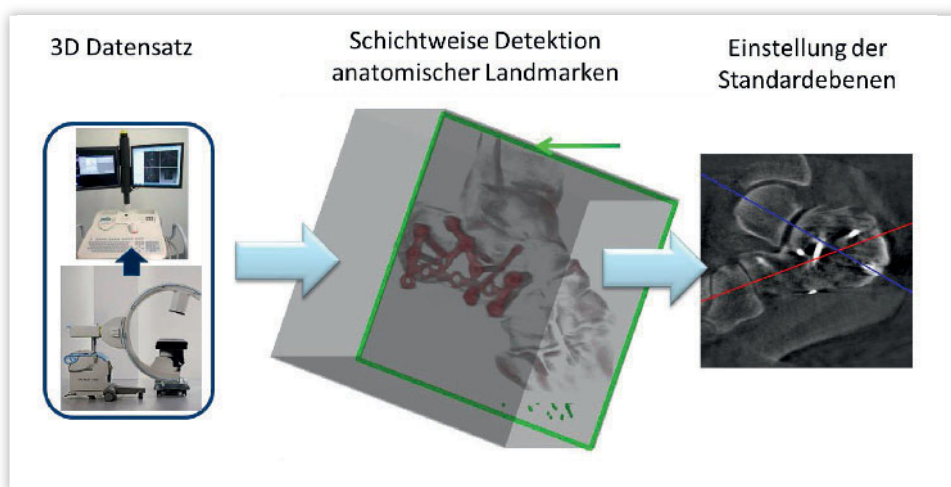 3D Datensatz
Schichtweise Detektion
anatomischer Landmarken
Einstellung der
Standardebenen